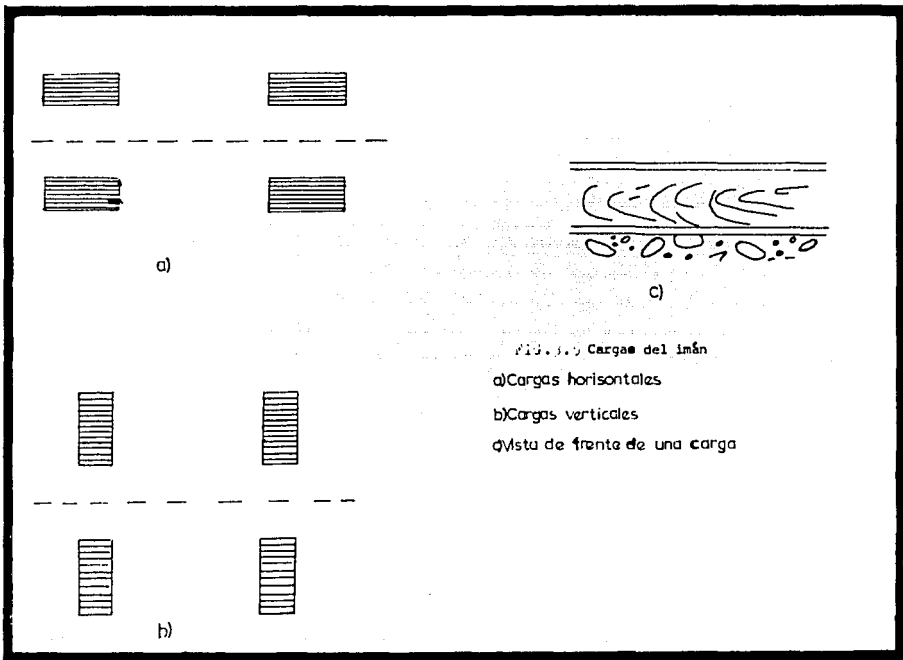 a)
c)
b)
Cargas del imán
a)Cargas horisontales
b)Cargas verticales
c)Vista de frente de una carga